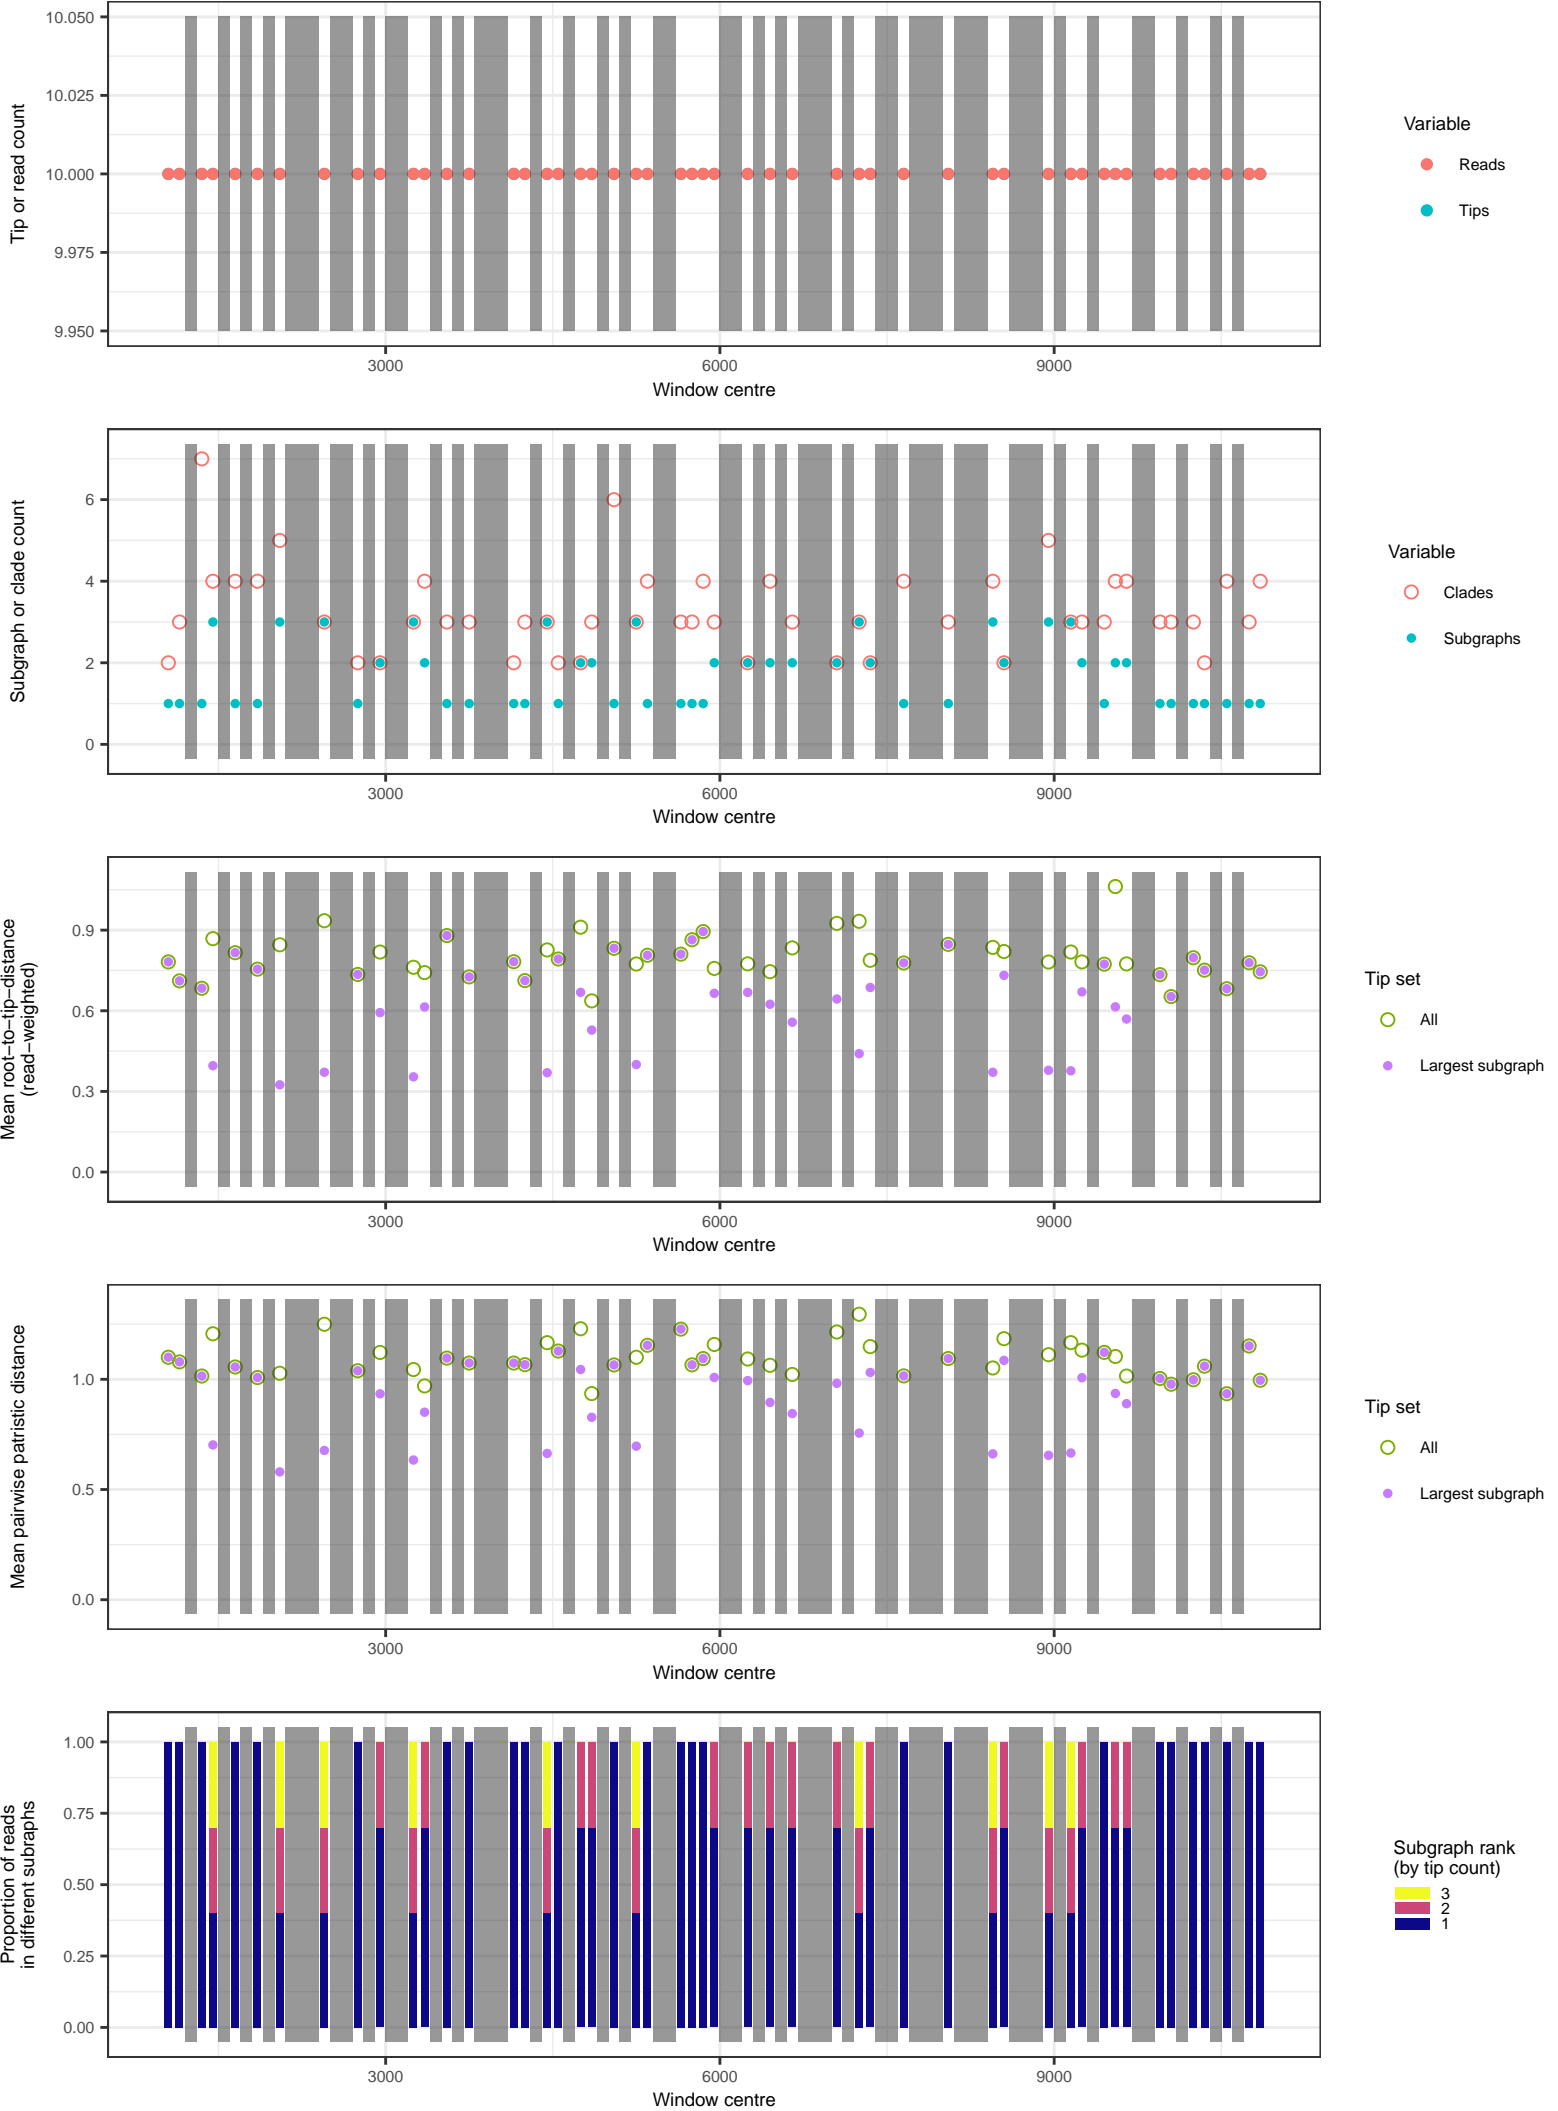 10.050
10.025
10.000
9.975
9.950
Tip or read count
3000
6000
9000
Window centre
Variable
Reads
Tips
6
4
2
0
Subgraph or clade count
3000
6000
9000
Window centre
Variable
Clades
Subgraphs
0.9
0.6
0.3
0.0
Mean root−to−tip−distance
(read−weighted)
3000
6000
9000
Window centre
Tip set
All
Largest subgraph
1.0
0.5
0.0
Mean pairwise patristic distance
3000
6000
9000
Window centre
Tip set
All
Largest subgraph
1.00
0.75
0.50
0.25
0.00
Proportion of reads
in different subraphs
3000
6000
9000
Window centre
Subgraph rank
(by tip count)
3
2
1